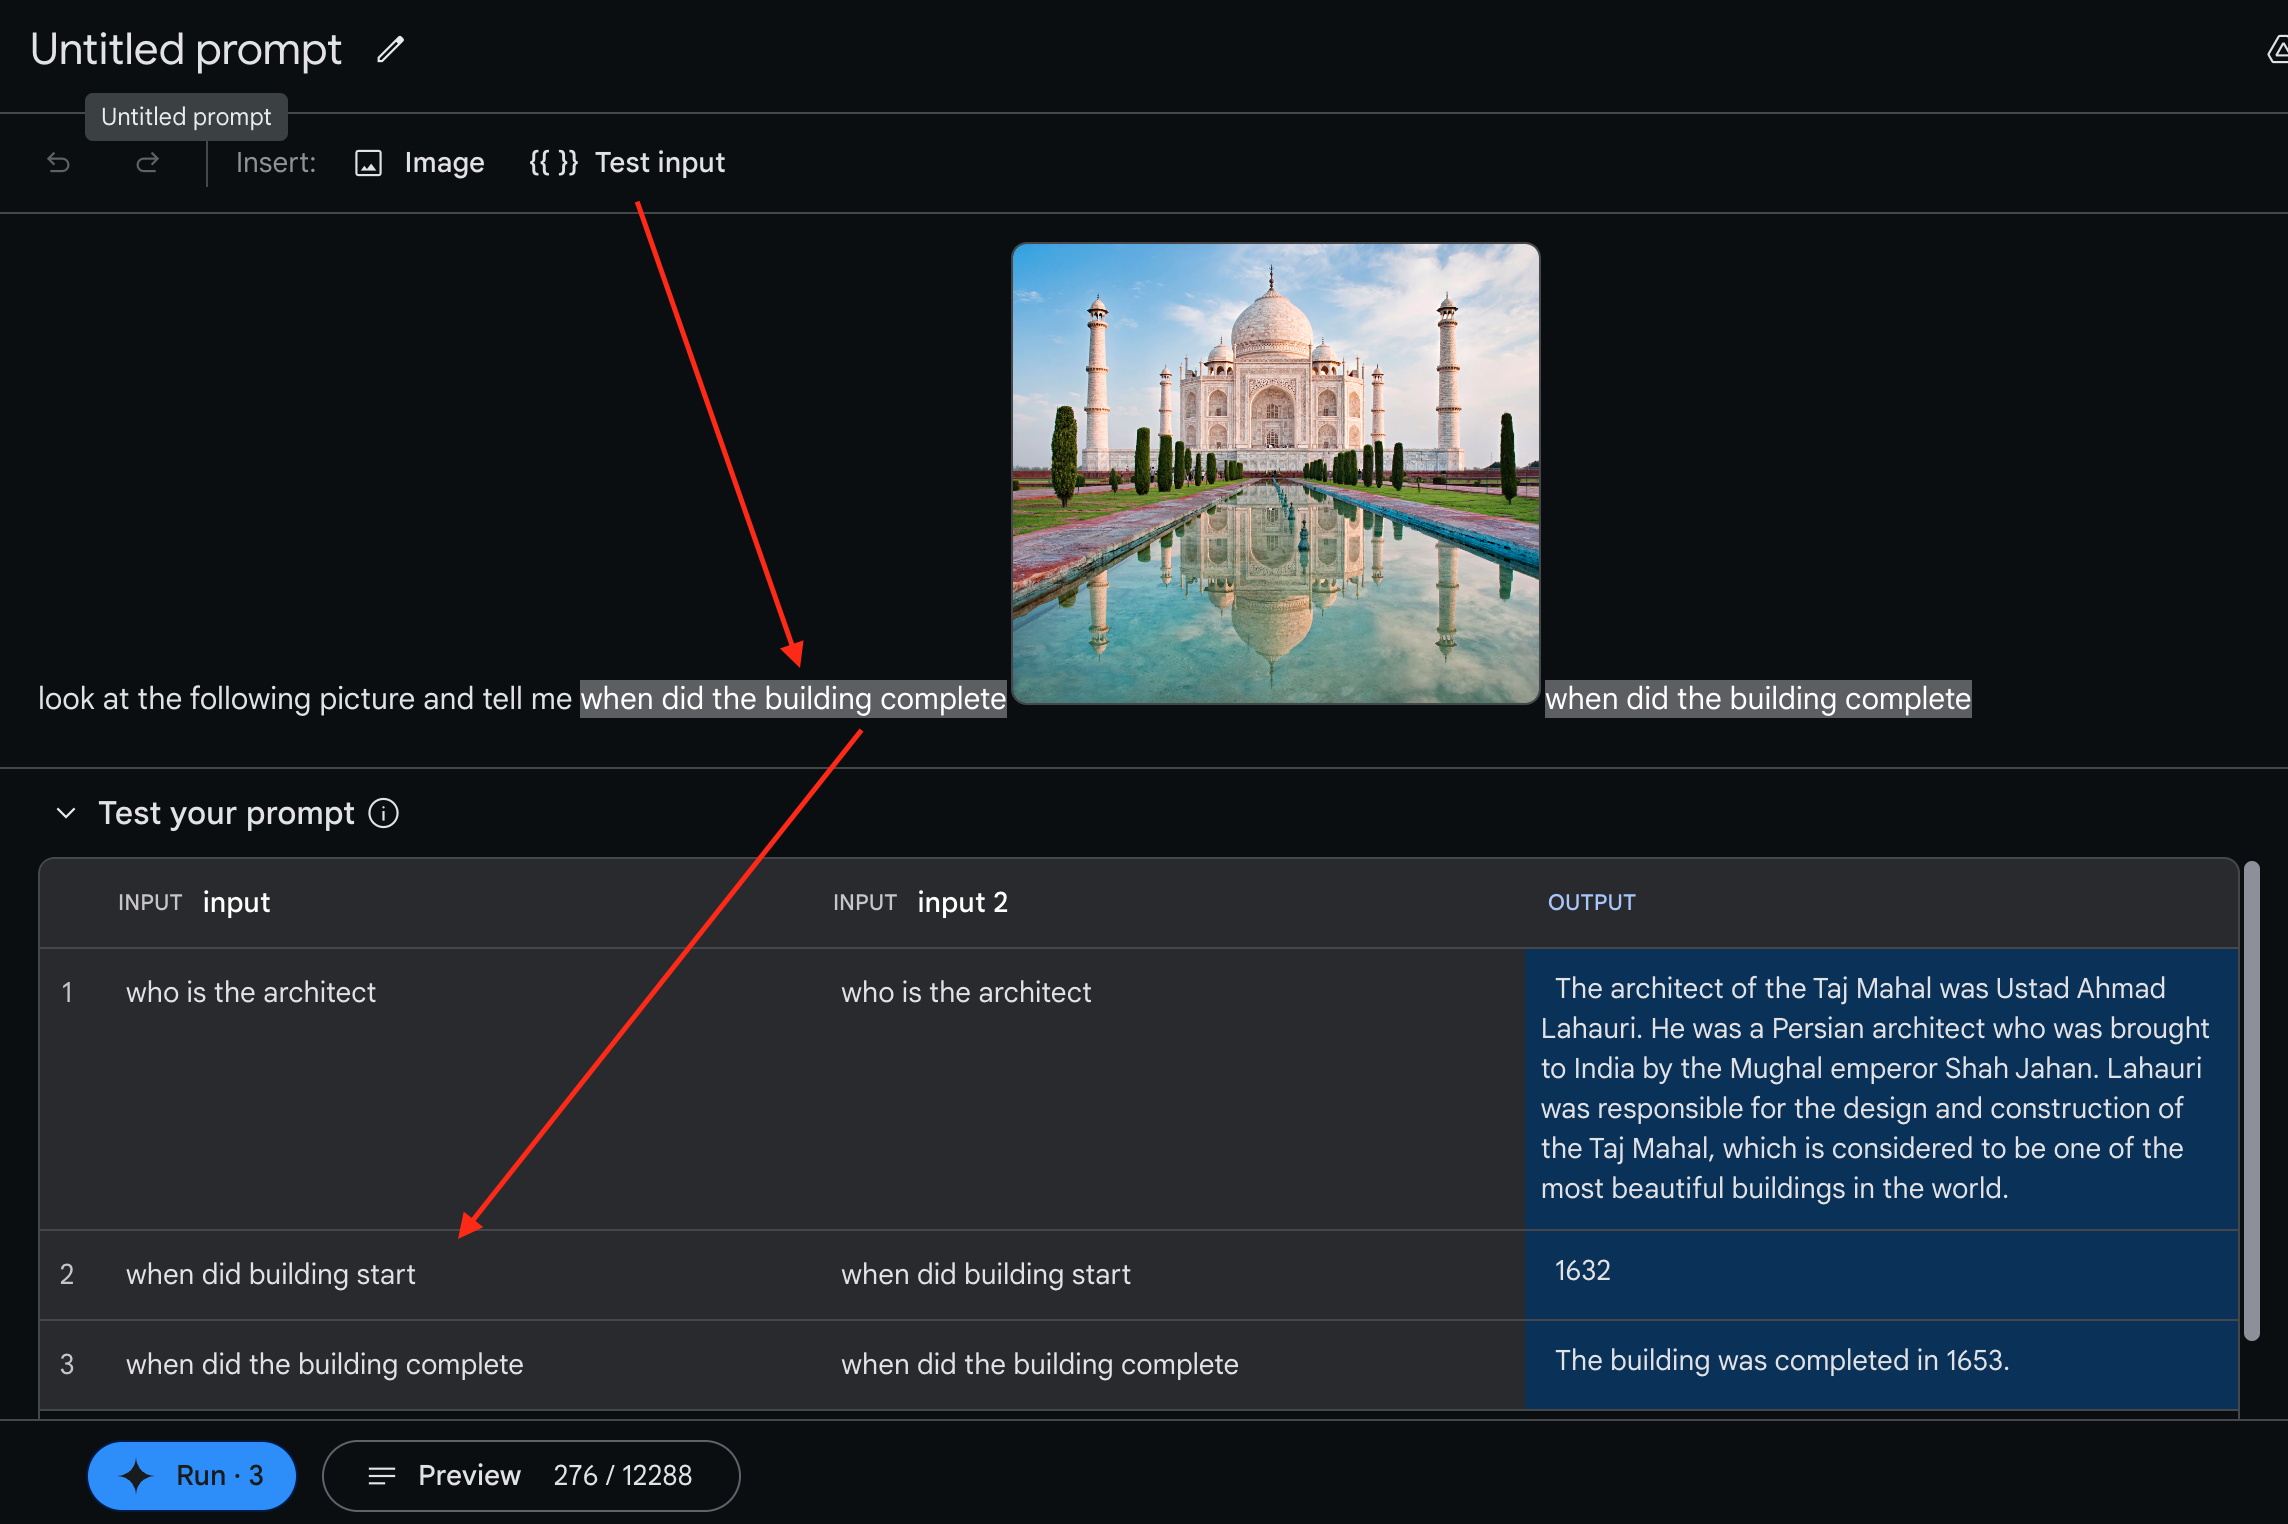 Untitled prompt
Untitled prompt
Insert: Image {{ }} Test input
look at the following picture and tell me when did the building complete when did the building complete
Test your prompt
INPUT input INPUT input 2 OUTPUT
1 who is the architect who is the architect The architect of the Taj Mahal was Ustad Ahmad
Lahauri. He was a Persian architect who was brought
to India by the Mughal emperor Shah Jahan. Lahauri
was responsible for the design and construction of
the Taj Mahal, which is considered to be one of the
most beautiful buildings in the world.
2 when did building start when did building start 1632
3 when did the building complete when did the building complete The building was completed in 1653.
Run · 3 Preview 276 / 12288